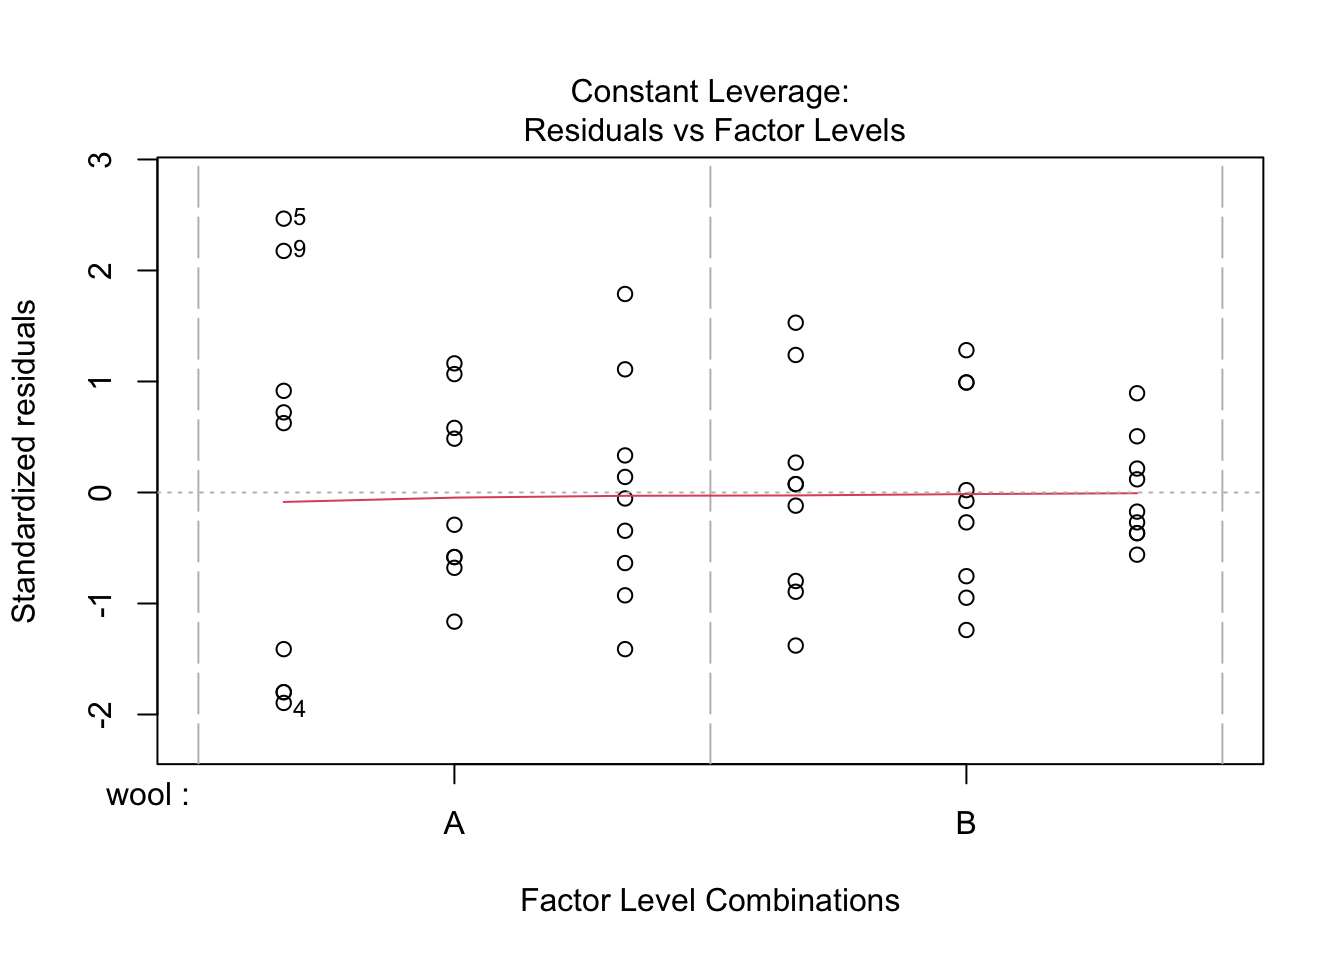 Constant Leverage:
Residuals vs Factor Levels
Standardized residuals
3
2
1
0
-1
-2
5
9
4
wool :
A
B
Factor Level Combinations